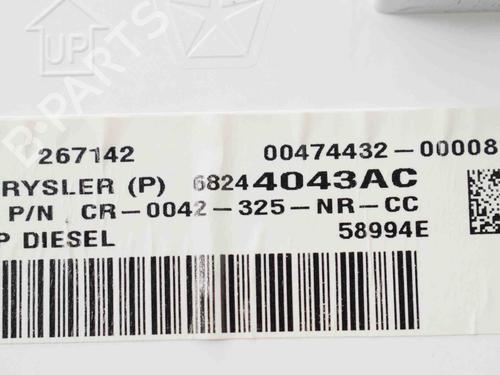 UP
B-PARTS
267142 00474432-00008
RYSLER (P) 68244043AC
P/N CR-0042-325-NR-CC
P DIESEL 58994E